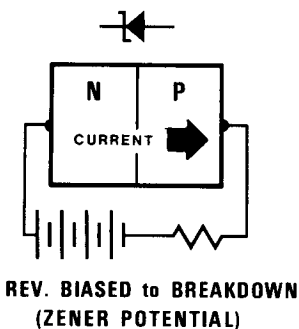 N P
CURRENT
REV. BIASED to BREAKDOWN
(ZENER POTENTIAL)